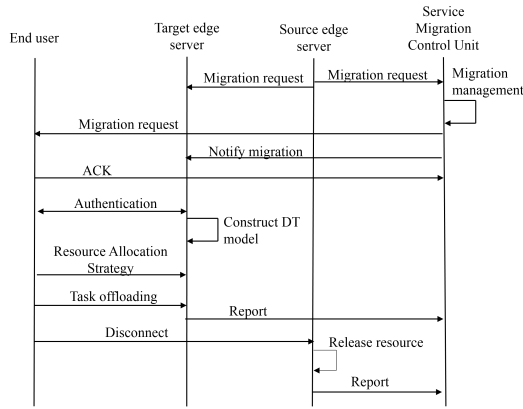 End user
Target edge
server
Source edge
server
Service
Migration
Control Unit
Migration request
Migration request
Migration
management
Migration request
Notify migration
ACK
Authentication
Construct DT
model
Resource Allocation
Strategy
Task offloading
Report
Disconnect
Release resource
Report